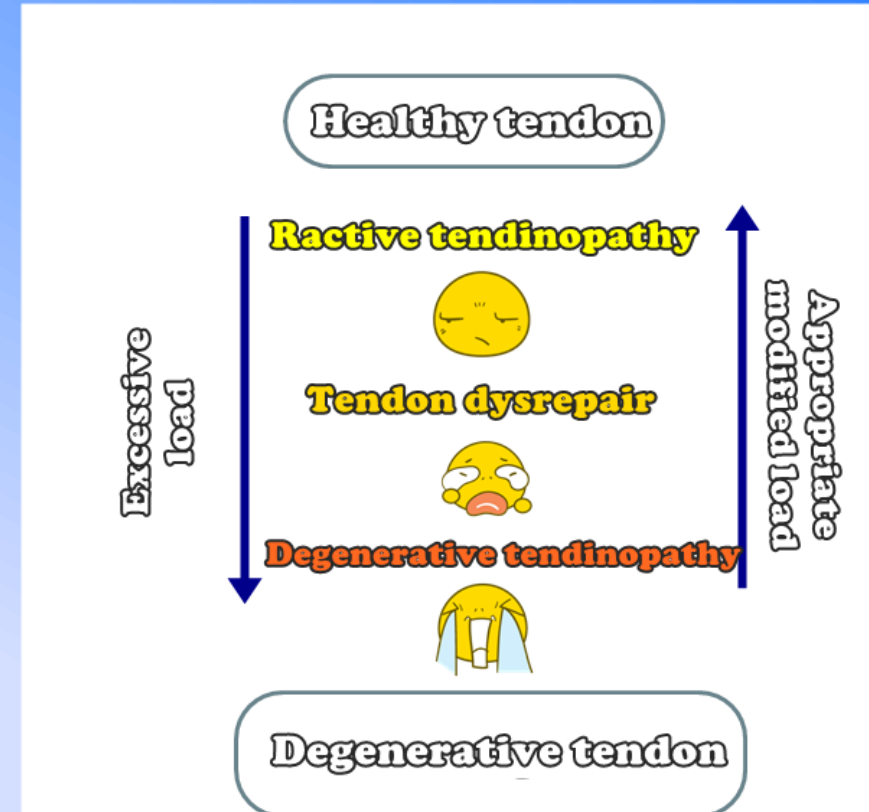 Healthy tendon
Ractive tendinopathy
Tendon dysrepair
Degenerative tendinopathy
Degenerative tendon
Excessive
load
Appropriate
modified load